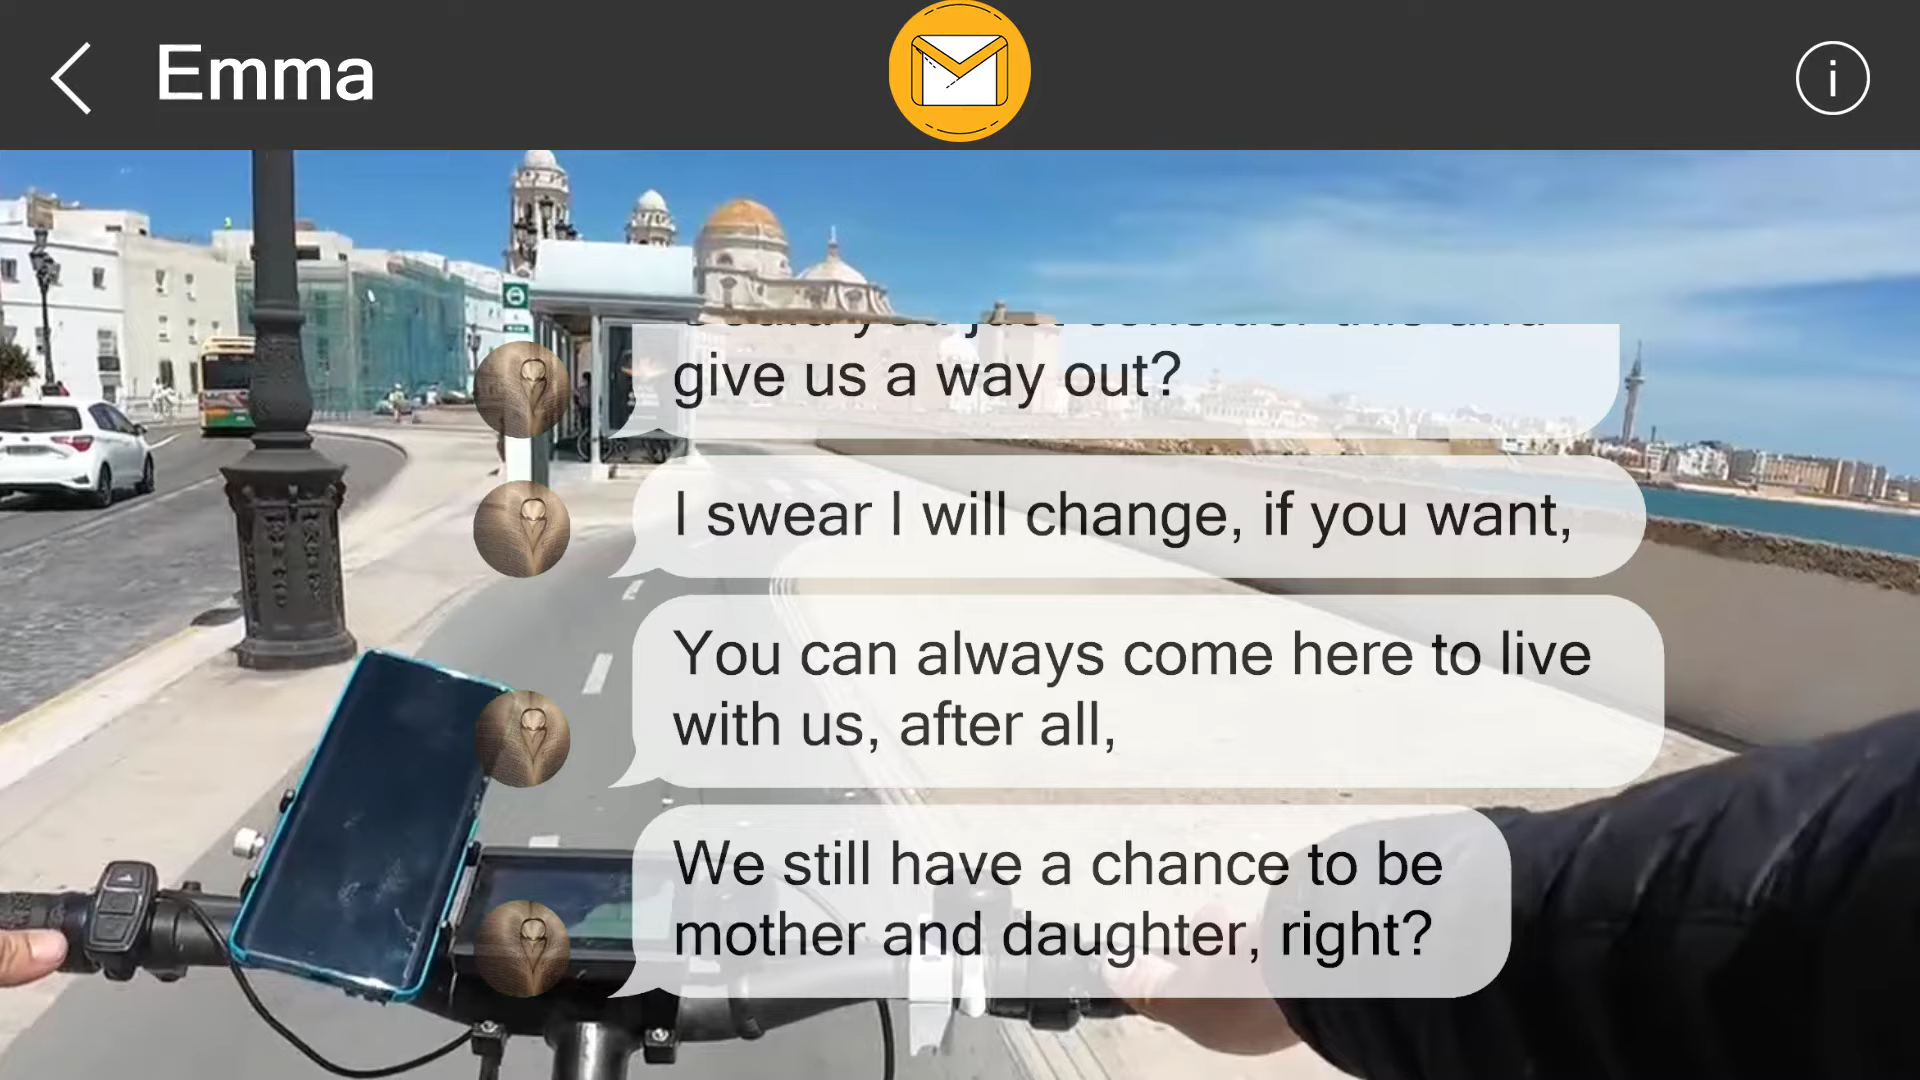 Emma
give us a way out?
I swear I will change, if you want,
You can always come here to live
with us, after all,
We still have a chance to be
mother and daughter, right?